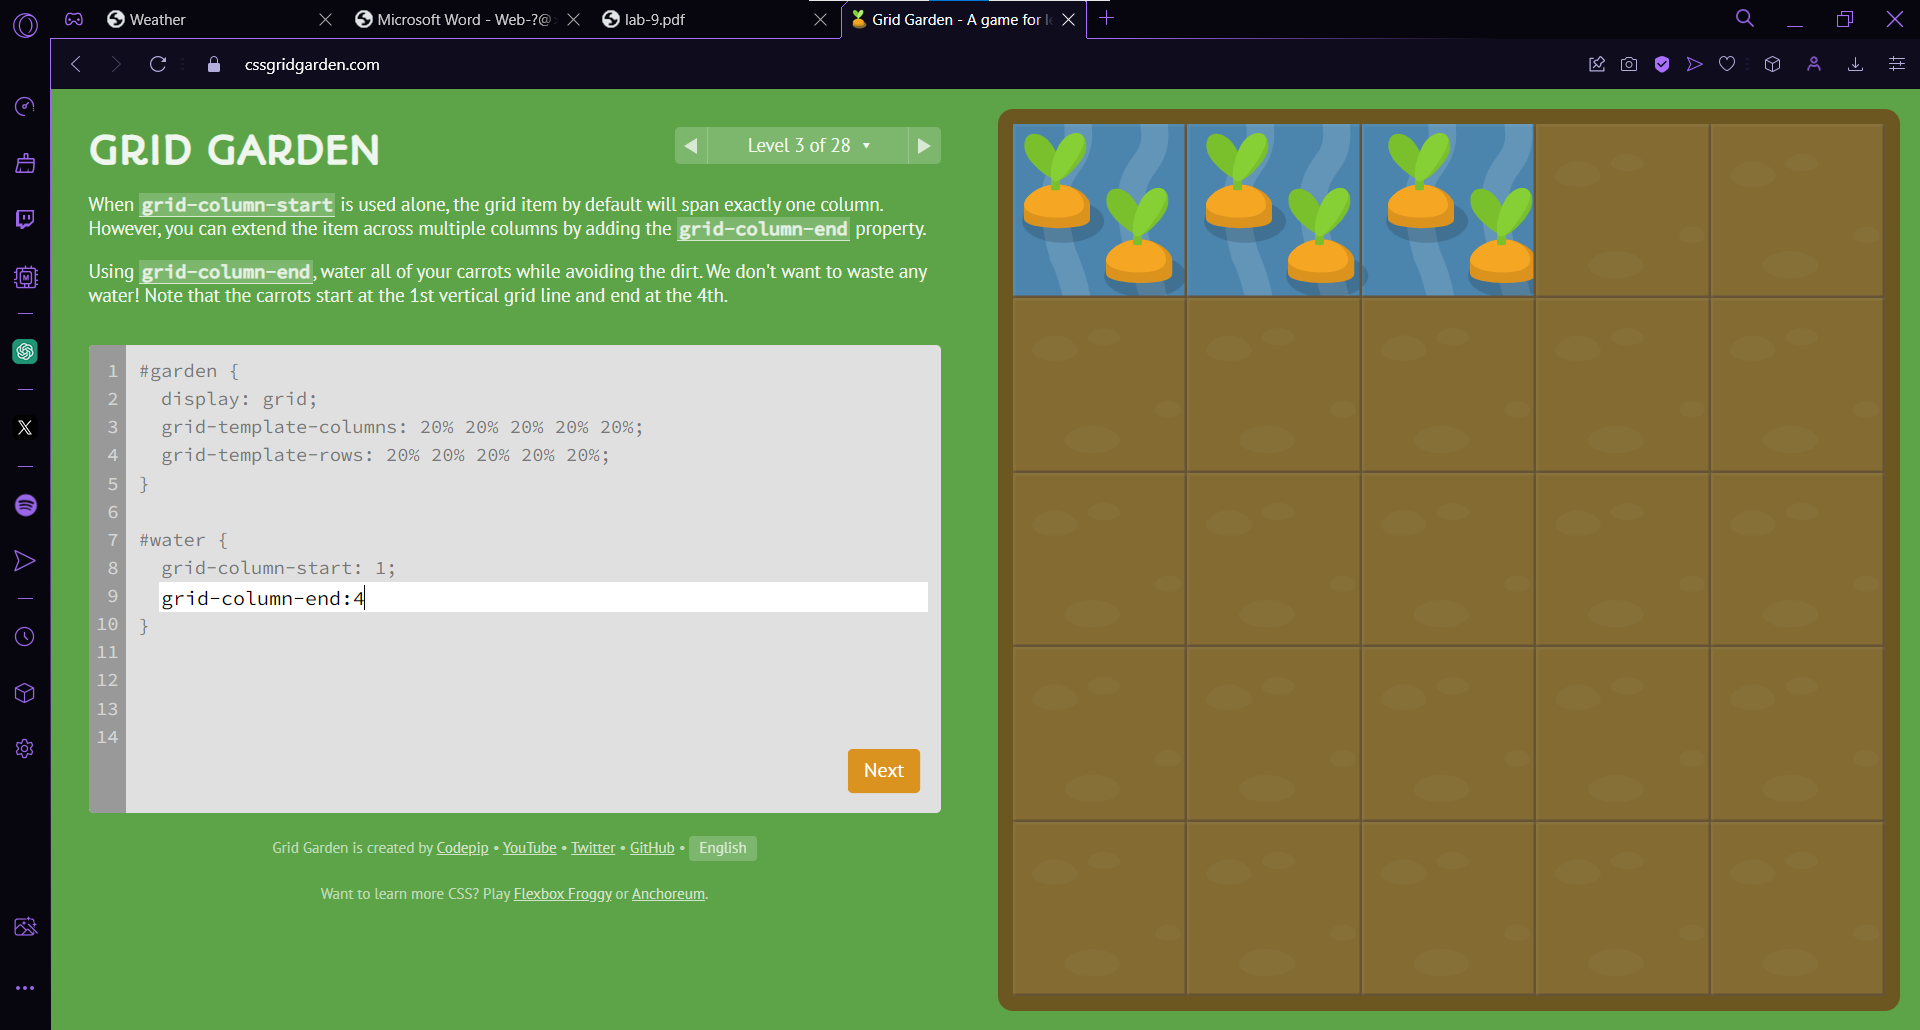 Weather
Microsoft Word - Web-?@
lab-9.pdf
Grid Garden - A game for l
cssgridgarden.com
GRID GARDEN
Level 3 of 28
When grid-column-start is used alone, the grid item by default will span exactly one column.
However, you can extend the item across multiple columns by adding the grid-column-end property.
Using grid-column-end, water all of your carrots while avoiding the dirt. We don't want to waste any
water! Note that the carrots start at the 1st vertical grid line and end at the 4th.
1 #garden {
2 display: grid;
3 grid-template-columns: 20% 20% 20% 20% 20%;
4 grid-template-rows: 20% 20% 20% 20% 20%;
5 }
6
7 #water {
8 grid-column-start: 1;
9 grid-column-end:4
10 }
11
12
13
14
Next
Grid Garden is created by Codepip • YouTube • Twitter • GitHub • English
Want to learn more CSS? Play Flexbox Froggy or Anchoreum.